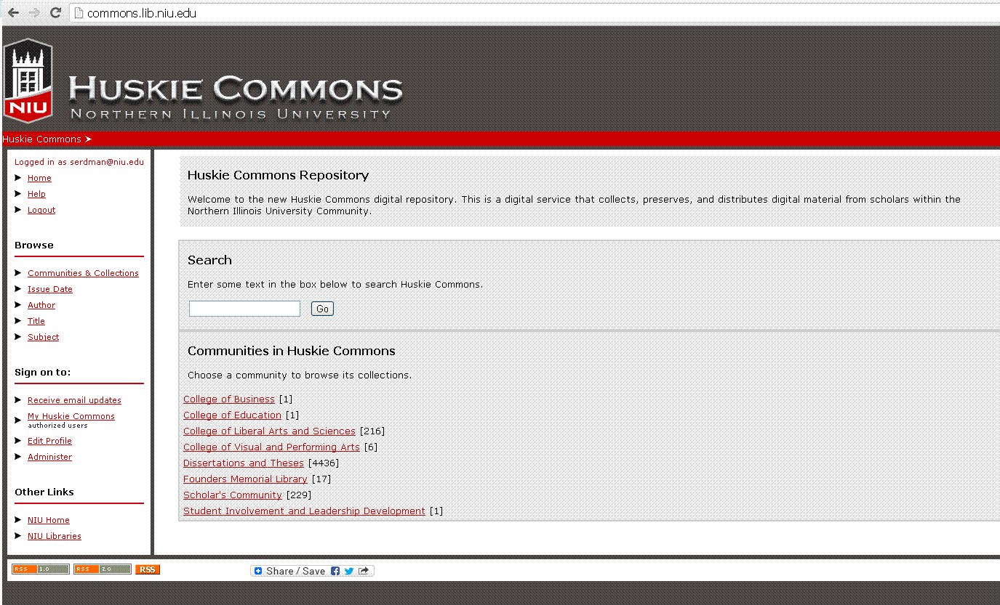 commons.lib.niu.edu
NIU
HUSKIE COMMONS
NORTHERN ILLINOIS UNIVERSITY
Huskie Commons ➤
Logged in as serdman@niu.edu
Home
Help
Logout
Browse
Communities & Collections
Issue Date
Author
Title
Subject
Sign on to:
Receive email updates
My Huskie Commons
authorized users
Edit Profile
Administer
Other Links
NIU Home
NIU Libraries
Huskie Commons Repository
Welcome to the new Huskie Commons digital repository. This is a digital service that collects, preserves, and distributes digital material from scholars within the
Northern Illinois University Community.
Search
Enter some text in the box below to search Huskie Commons.
Go
Communities in Huskie Commons
Choose a community to browse its collections.
College of Business [1]
College of Education [1]
College of Liberal Arts and Sciences [216]
College of Visual and Performing Arts [6]
Dissertations and Theses [4436]
Founders Memorial Library [17]
Scholar's Community [229]
Student Involvement and Leadership Development [1]
RSS 1.0 RSS 2.0 RSS Share / Save